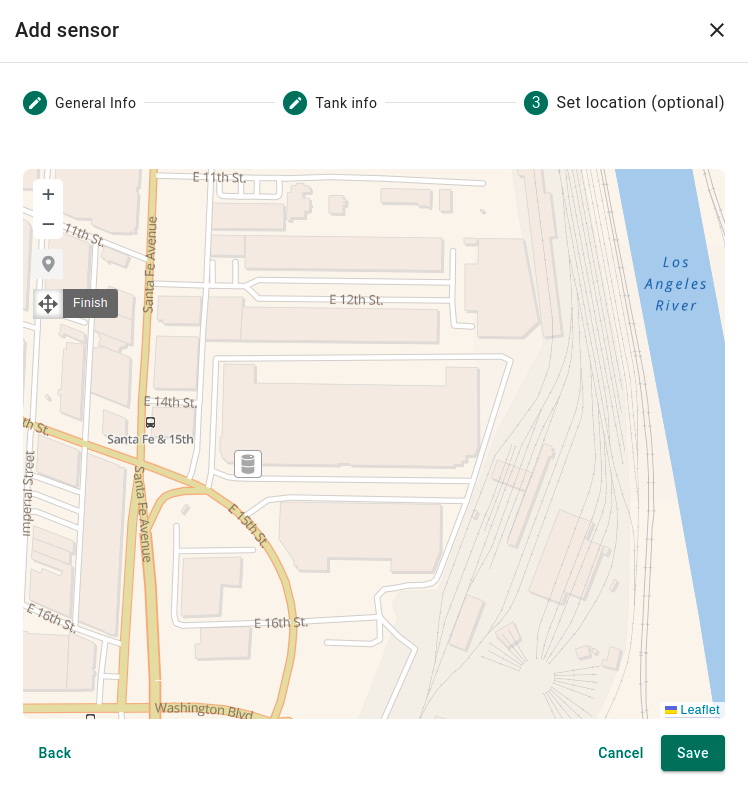 Add sensor
General Info
Tank info
3
Set location (optional)
E 11th St.
+
−
11th St.
Santa Fe Avenue
Los
Angeles
River
Finish
E 12th St.
E 14th St.
th St.
Santa Fe & 15th
Imperial Street
Santa Fe Avenue
E 15th St.
E 16th St.
E 16th St.
Washington Blvd
Leaflet
Back
Cancel
Save